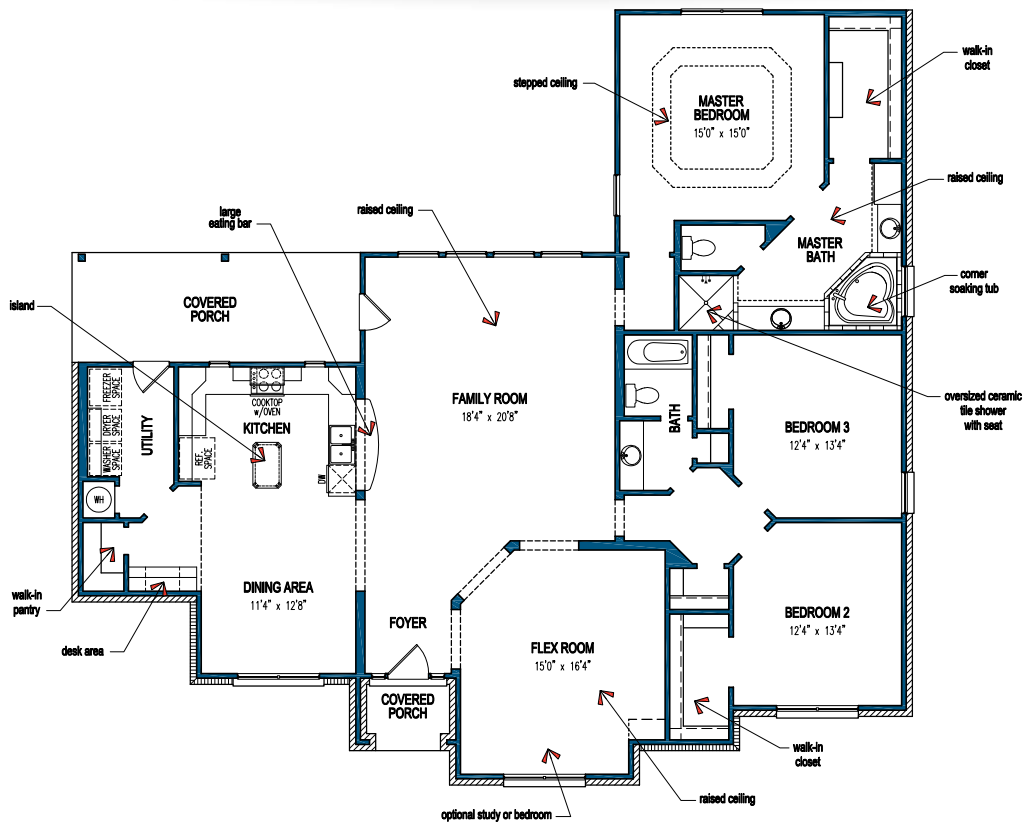 walk-in
closet
stepped ceiling
MASTER
BEDROOM
15'0" x 15'0"
raised ceiling
large
eating bar
raised ceiling
MASTER
BATH
corner
soaking tub
island
COVERED
PORCH
FREEZER
SPACE
DRYER
SPACE
WASHER
SPACE
UTILITY
COOKTOP
w/OVEN
KITCHEN
REF.
SPACE
DW
WH
FAMILY ROOM
18'4" x 20'8"
BATH
oversized ceramic
tile shower
with seat
BEDROOM 3
12'4" x 13'4"
walk-in
pantry
desk area
DINING AREA
11'4" x 12'8"
FOYER
FLEX ROOM
15'0" x 16'4"
BEDROOM 2
12'4" x 13'4"
COVERED
PORCH
walk-in
closet
raised ceiling
optional study or bedroom